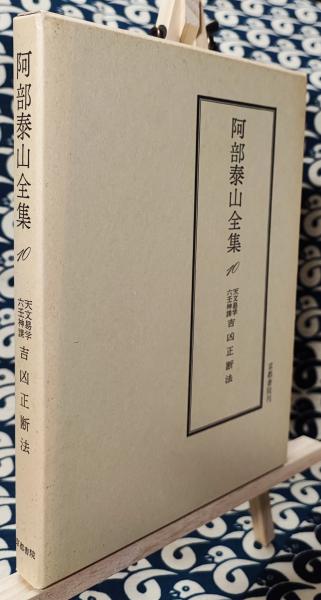 阿部泰山全集 10
天文易学
六壬神課
吉凶正断法
京都書院
阿部泰山全集 10
天文易学
六壬神課
吉凶正断法
京都書院刊